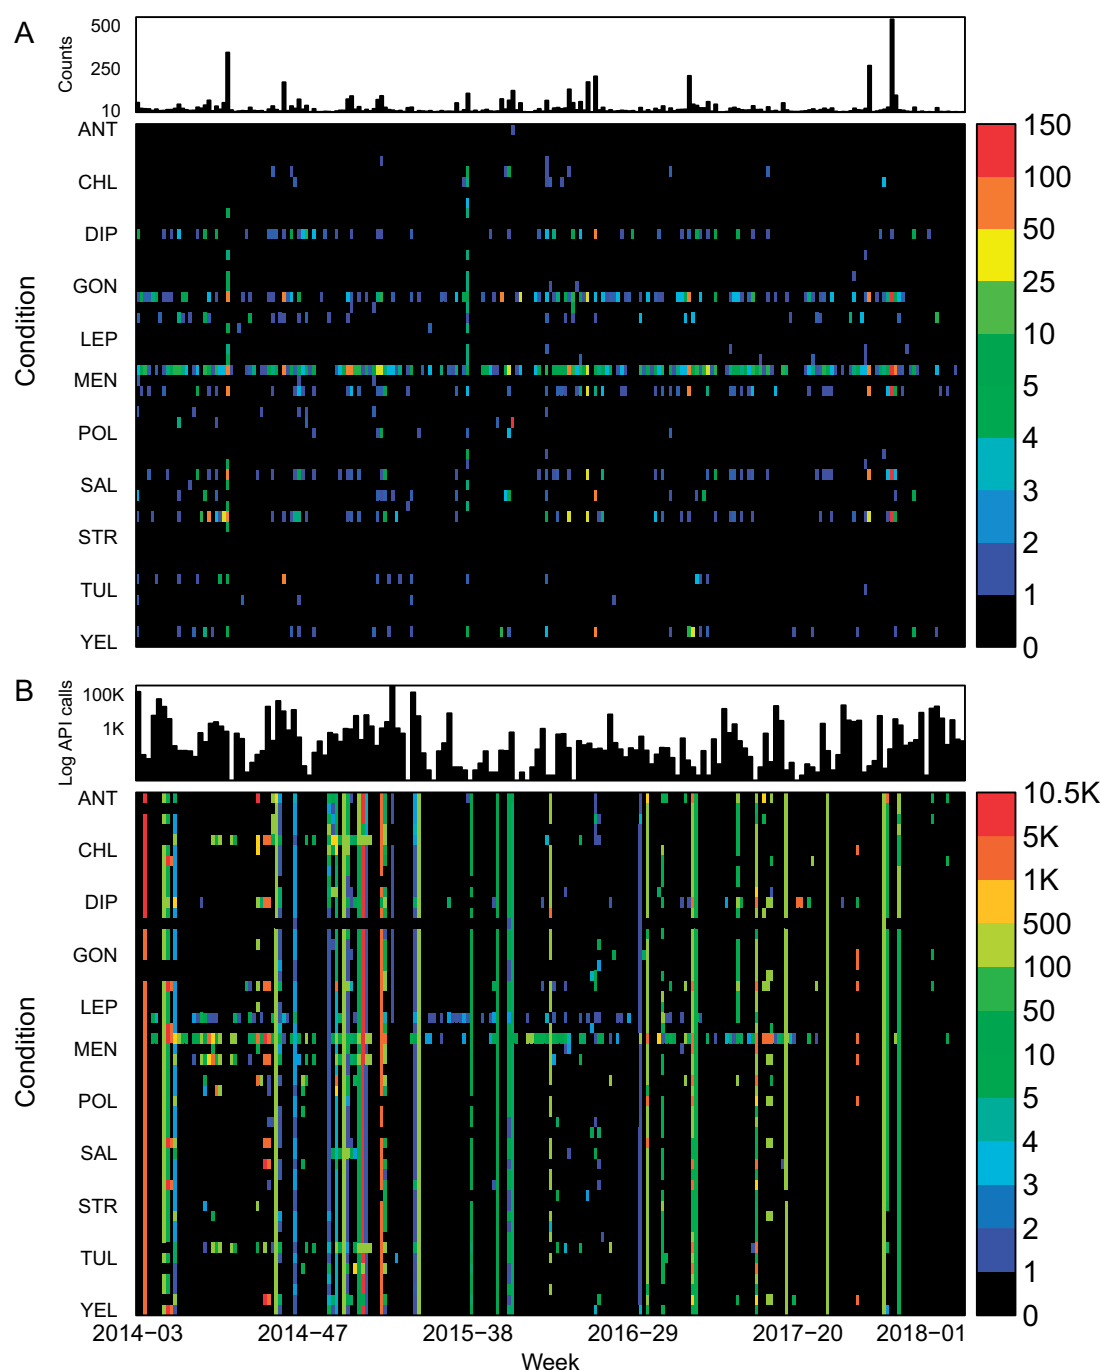 A
Counts
500
250
10
Condition
ANT
CHL
DIP
GON
LEP
MEN
POL
SAL
STR
TUL
YEL
150
100
50
25
10
5
4
3
2
1
0
B
Log API calls
100K
1K
Condition
ANT
CHL
DIP
GON
LEP
MEN
POL
SAL
STR
TUL
YEL
10.5K
5K
1K
500
100
50
10
5
4
3
2
1
0
2014−03 2014−47 2015−38 2016−29 2017−20 2018−01
Week